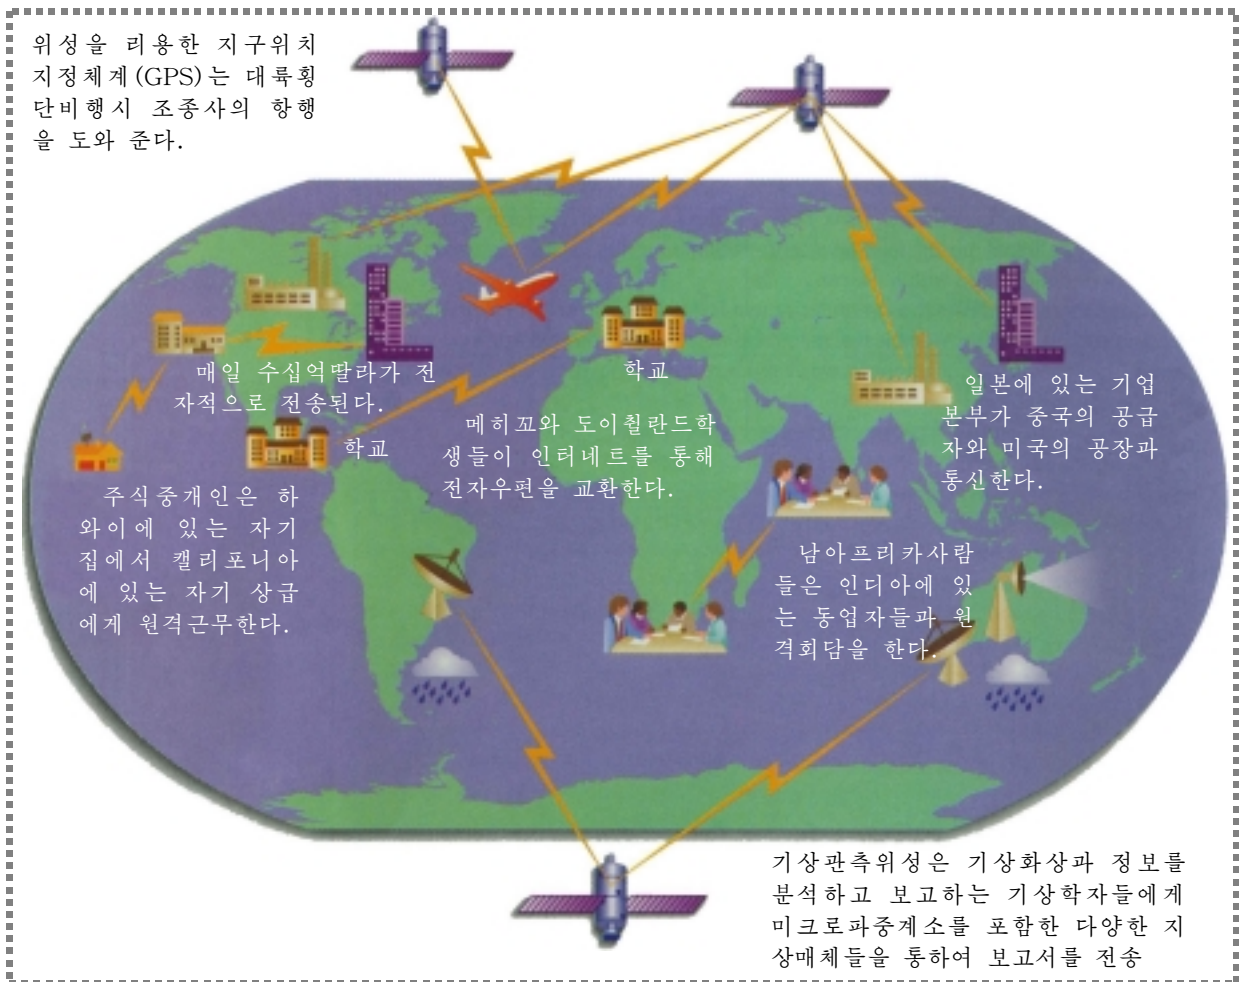 위성을 리용한 지구위치
지정체계(GPS)는 대륙횡
단비행시 조종사의 항행
을 도와 준다.
매일 수십억딸라가 전
자적으로 전송된다.
학교
학교
메히꼬와 도이췰란드학
생들이 인터네트를 통해
전자우편을 교환한다.
일본에 있는 기업
본부가 중국의 공급
자와 미국의 공장과
통신한다.
주식중개인은 하
와이에 있는 자기
집에서 캘리포니아
에 있는 자기 상급
에게 원격근무한다.
남아프리카사람
들은 인디아에 있
는 동업자들과 원
격회담을 한다.
기상관측위성은 기상화상과 정보를
분석하고 보고하는 기상학자들에게
미크로파중계소를 포함한 다양한 지
상매체들을 통하여 보고서를 전송